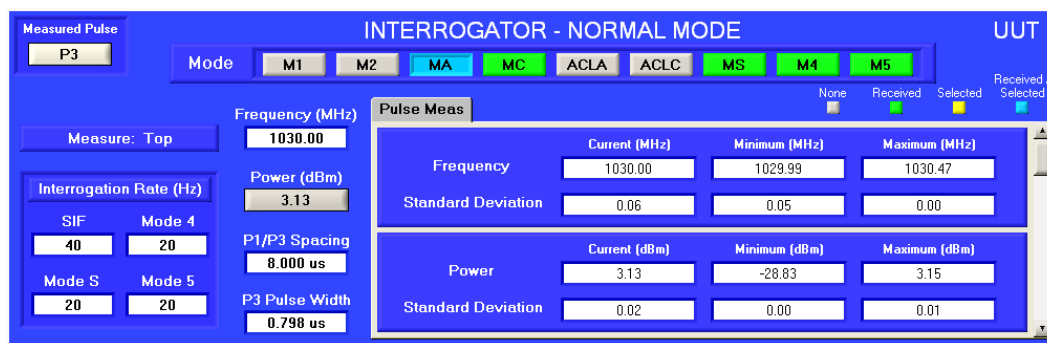 Measured Pulse
P3
INTERROGATOR - NORMAL MODE
UUT
Mode M1 M2 MA MC ACLA ACLC MS M4 M5
None Received Selected Received Selected
Measure: Top
Interrogation Rate (Hz)
SIF Mode 4
40 20
Mode S Mode 5
20 20
Frequency (MHz)
1030.00
Power (dBm)
3.13
P1/P3 Spacing
8.000 us
P3 Pulse Width
0.798 us
Pulse Meas
Current (MHz) Minimum (MHz) Maximum (MHz)
Frequency 1030.00 1029.99 1030.47
Standard Deviation 0.06 0.05 0.00
Current (dBm) Minimum (dBm) Maximum (dBm)
Power 3.13 -28.83 3.15
Standard Deviation 0.02 0.00 0.01